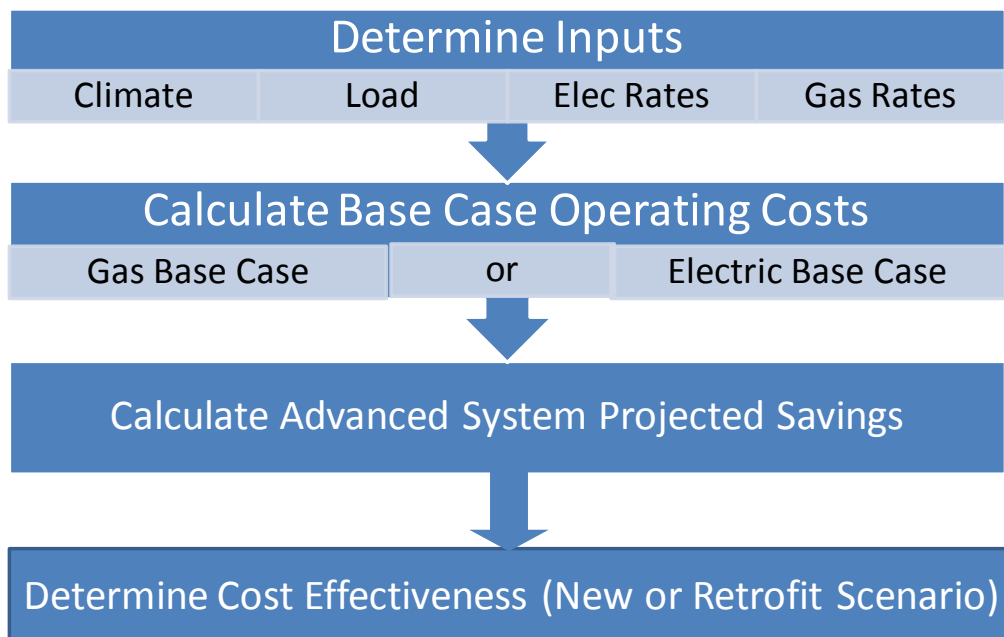 Determine Inputs
Climate Load Elec Rates Gas Rates
Calculate Base Case Operating Costs
Gas Base Case or Electric Base Case
Calculate Advanced System Projected Savings
Determine Cost Effectiveness (New or Retrofit Scenario)